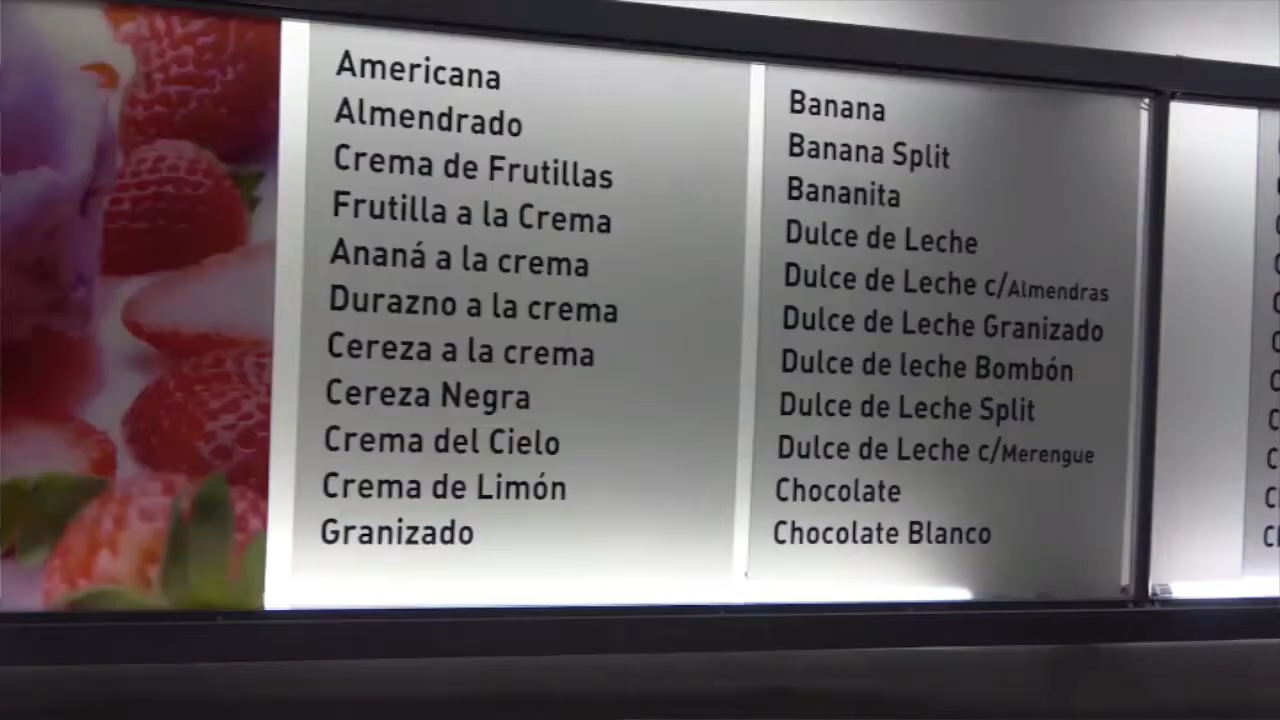 Americana
Almendrado
Crema de Frutillas
Frutilla a la Crema
Ananá a la crema
Durazno a la crema
Cereza a la crema
Cereza Negra
Crema del Cielo
Crema de Limón
Granizado
Banana
Banana Split
Bananita
Dulce de Leche
Dulce de Leche c/Almendras
Dulce de Leche Granizado
Dulce de leche Bombón
Dulce de Leche Split
Dulce de Leche c/Merengue
Chocolate
Chocolate Blanco